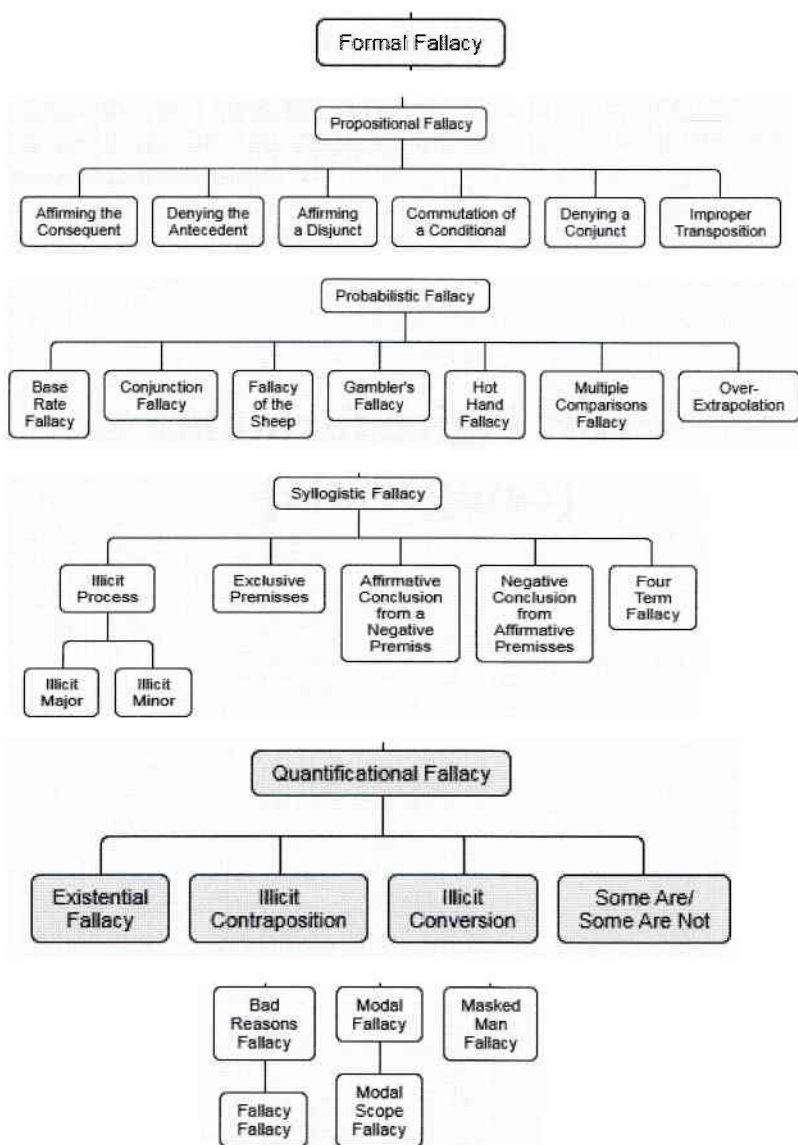 Formal Fallacy
Propositional Fallacy
Affirming the
Consequent
Denying the
Antecedent
Affirming
a Disjunct
Commutation of
a Conditional
Denying a
Conjunct
Improper
Transposition
Probabilistic Fallacy
Base
Rate
Fallacy
Conjunction
Fallacy
Fallacy
of the
Sheep
Gambler's
Fallacy
Hot
Hand
Fallacy
Multiple
Comparisons
Fallacy
Over-
Extrapolation
Syllogistic Fallacy
Illicit
Process
Exclusive
Premisses
Affirmative
Conclusion
from a
Negative
Premiss
Negative
Conclusion
from
Affirmative
Premisses
Four
Term
Fallacy
Illicit
Major
Illicit
Minor
Quantificational Fallacy
Existential
Fallacy
Illicit
Contraposition
Illicit
Conversion
Some Are/
Some Are Not
Bad
Reasons
Fallacy
Modal
Fallacy
Masked
Man
Fallacy
Fallacy
Fallacy
Modal
Scope
Fallacy